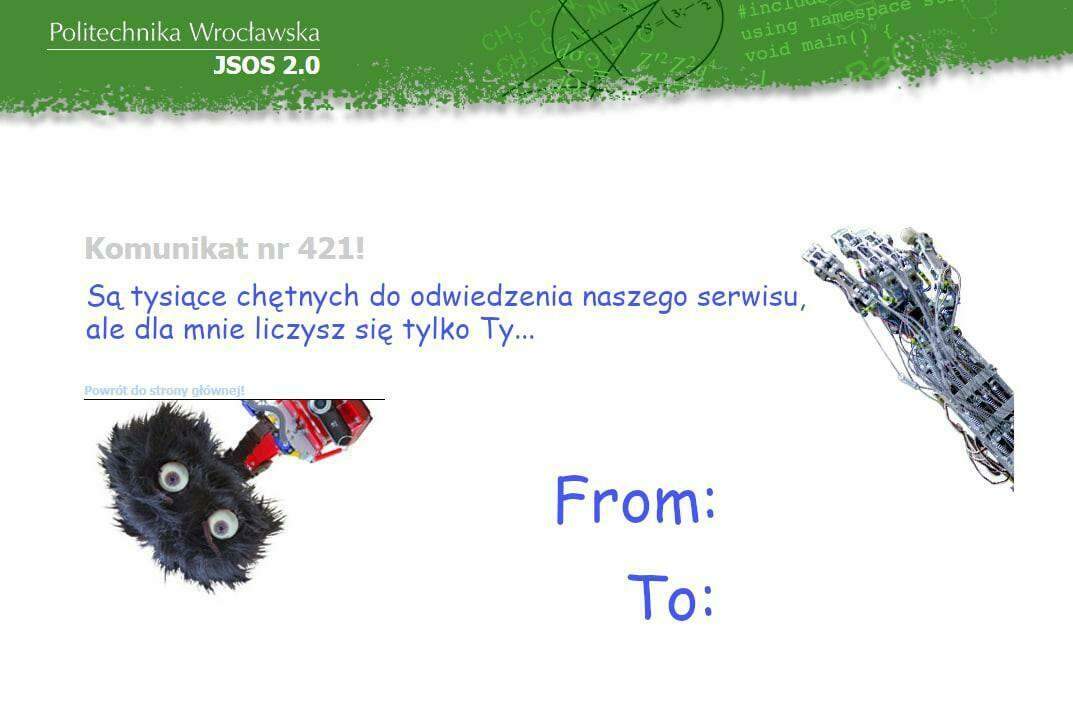 Politechnika Wrocławska
JSOS 2.0
#include
using namespace
void main() {
Komunikat nr 421!
Są tysiące chętnych do odwiedzenia naszego serwisu,
ale dla mnie liczysz się tylko Ty...
Powrót do strony głównej!
From:
To: